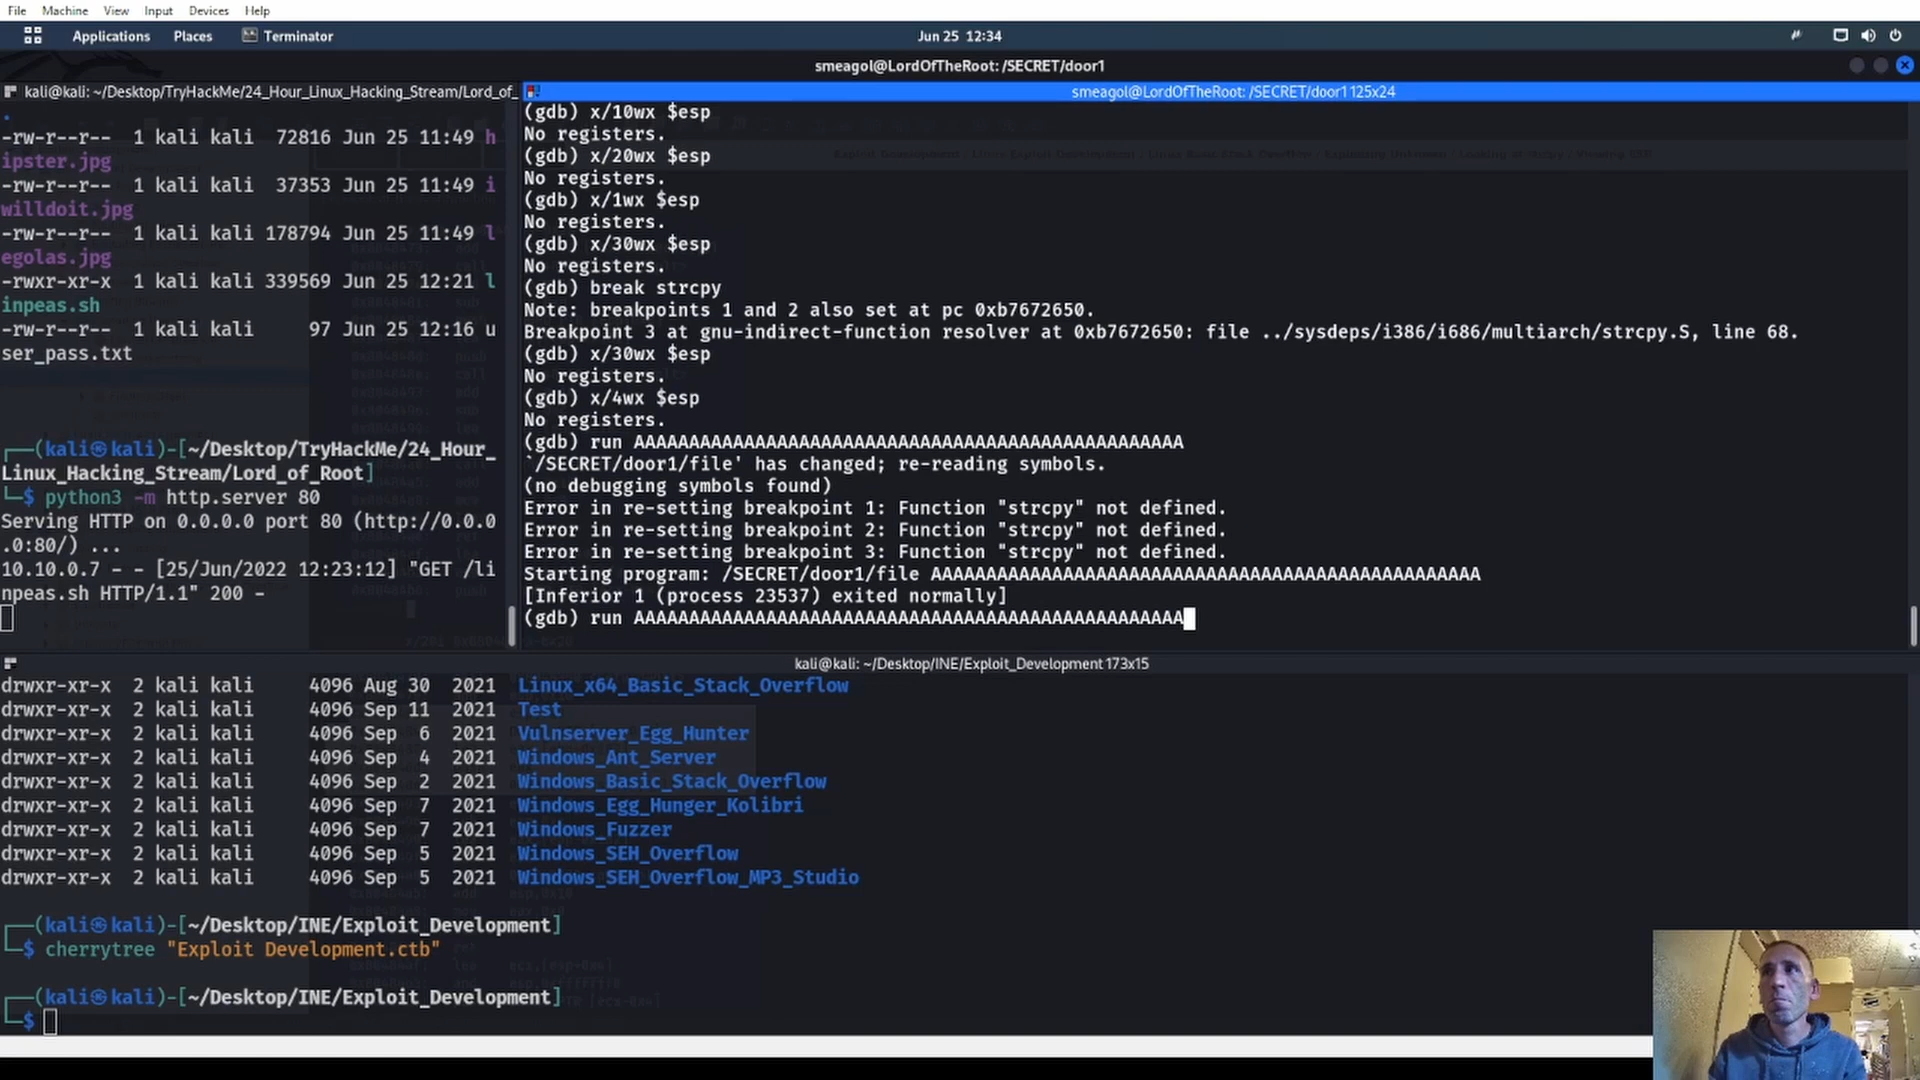 File Machine View Input Devices Help
Applications Places Terminator Jun 25 12:34
smeagol@LordOfTheRoot: /SECRET/door1
kali@kali: ~/Desktop/TryHackMe/24_Hour_Linux_Hacking_Stream/Lord_of_
.
-rw-r--r-- 1 kali kali 72816 Jun 25 11:49 h
ipster.jpg
-rw-r--r-- 1 kali kali 37353 Jun 25 11:49 i
willdoit.jpg
-rw-r--r-- 1 kali kali 178794 Jun 25 11:49 l
egolas.jpg
-rwxr-xr-x 1 kali kali 339569 Jun 25 12:21 l
inpeas.sh
-rw-r--r-- 1 kali kali 97 Jun 25 12:16 u
ser_pass.txt
┌──(kali㉿kali)-[~/Desktop/TryHackMe/24_Hour_
Linux_Hacking_Stream/Lord_of_Root]
└─$ python3 -m http.server 80
Serving HTTP on 0.0.0.0 port 80 (http://0.0.0
.0:80/) ...
10.10.0.7 - - [25/Jun/2022 12:23:12] "GET /li
npeas.sh HTTP/1.1" 200 -
smeagol@LordOfTheRoot: /SECRET/door1 125x24
(gdb) x/10wx $esp
No registers.
(gdb) x/20wx $esp
No registers.
(gdb) x/1wx $esp
No registers.
(gdb) x/30wx $esp
No registers.
(gdb) break strcpy
Note: breakpoints 1 and 2 also set at pc 0xb7672650.
Breakpoint 3 at gnu-indirect-function resolver at 0xb7672650: file ../sysdeps/i386/i686/multiarch/strcpy.S, line 68.
(gdb) x/30wx $esp
No registers.
(gdb) x/4wx $esp
No registers.
(gdb) run AAAAAAAAAAAAAAAAAAAAAAAAAAAAAAAAAAAAAAAAAAAAAAAAAA
`/SECRET/door1/file' has changed; re-reading symbols.
(no debugging symbols found)
Error in re-setting breakpoint 1: Function "strcpy" not defined.
Error in re-setting breakpoint 2: Function "strcpy" not defined.
Error in re-setting breakpoint 3: Function "strcpy" not defined.
Starting program: /SECRET/door1/file AAAAAAAAAAAAAAAAAAAAAAAAAAAAAAAAAAAAAAAAAAAAAAAAAA
[Inferior 1 (process 23537) exited normally]
(gdb) run AAAAAAAAAAAAAAAAAAAAAAAAAAAAAAAAAAAAAAAAAAAAAAAAAA
kali@kali: ~/Desktop/INE/Exploit_Development 173x15
drwxr-xr-x 2 kali kali 4096 Aug 30 2021 Linux_x64_Basic_Stack_Overflow
drwxr-xr-x 2 kali kali 4096 Sep 11 2021 Test
drwxr-xr-x 2 kali kali 4096 Sep 6 2021 Vulnserver_Egg_Hunter
drwxr-xr-x 2 kali kali 4096 Sep 4 2021 Windows_Ant_Server
drwxr-xr-x 2 kali kali 4096 Sep 2 2021 Windows_Basic_Stack_Overflow
drwxr-xr-x 2 kali kali 4096 Sep 7 2021 Windows_Egg_Hunger_Kolibri
drwxr-xr-x 2 kali kali 4096 Sep 7 2021 Windows_Fuzzer
drwxr-xr-x 2 kali kali 4096 Sep 5 2021 Windows_SEH_Overflow
drwxr-xr-x 2 kali kali 4096 Sep 5 2021 Windows_SEH_Overflow_MP3_Studio
┌──(kali㉿kali)-[~/Desktop/INE/Exploit_Development]
└─$ cherrytree "Exploit Development.ctb"
┌──(kali㉿kali)-[~/Desktop/INE/Exploit_Development]
└─$